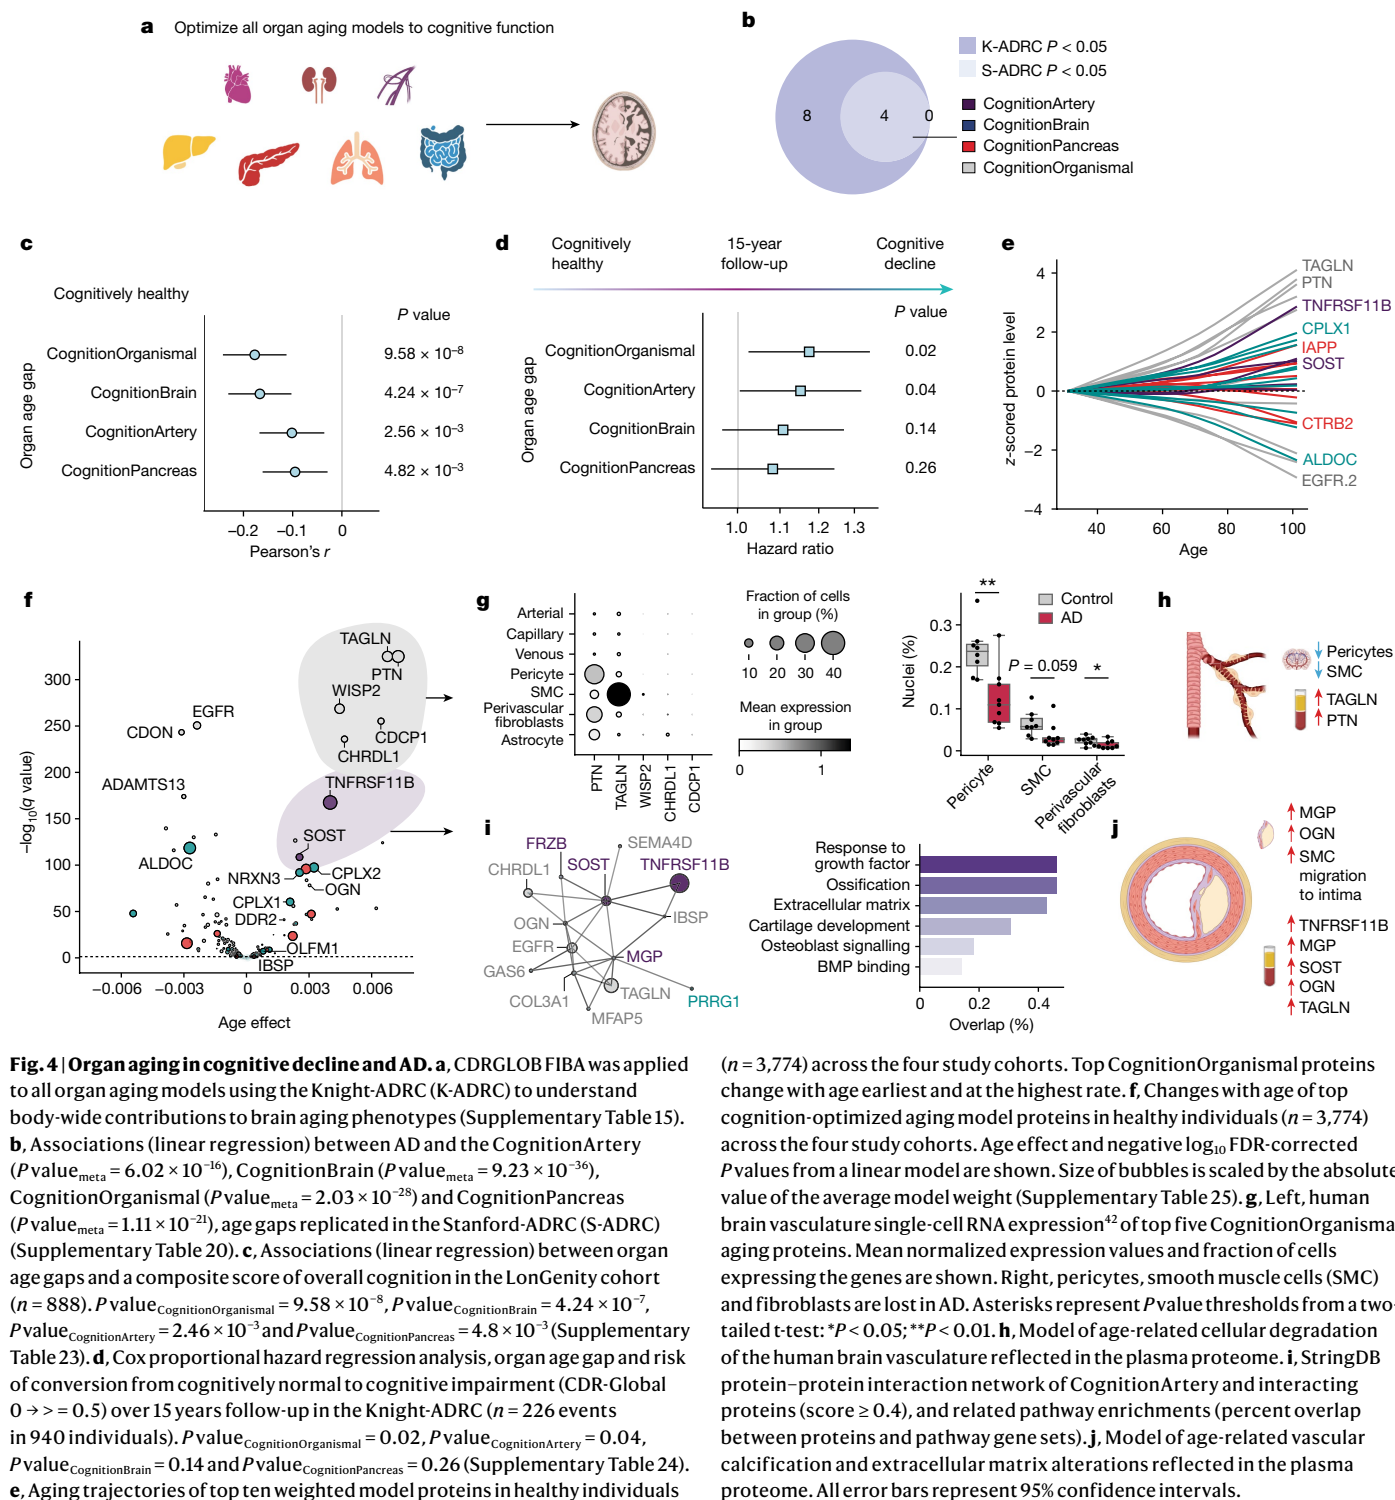 a Optimize all organ aging models to cognitive function
b
K-ADRC P < 0.05
S-ADRC P < 0.05
8
4
0
CognitionArtery
CognitionBrain
CognitionPancreas
CognitionOrganismal
c
Cognitively healthy
P value
Organ age gap
CognitionOrganismal
9.58 × 10⁻⁸
CognitionBrain
4.24 × 10⁻⁷
CognitionArtery
2.56 × 10⁻³
CognitionPancreas
4.82 × 10⁻³
−0.2
−0.1
0
Pearson's r
d
Cognitively healthy
15-year follow-up
Cognitive decline
P value
Organ age gap
CognitionOrganismal
0.02
CognitionArtery
0.04
CognitionBrain
0.14
CognitionPancreas
0.26
1.0
1.1
1.2
1.3
Hazard ratio
e
z-scored protein level
4
2
0
−2
−4
40
60
80
100
Age
TAGLN
PTN
TNFRSF11B
CPLX1
IAPP
SOST
CTRB2
ALDOC
EGFR.2
f
−log₁₀(q value)
300
250
200
150
100
50
0
−0.006
−0.003
0
0.003
0.006
Age effect
TAGLN
PTN
WISP2
CDCP1
CHRDL1
EGFR
CDON
ADAMTS13
TNFRSF11B
SOST
ALDOC
NRXN3
CPLX2
OGN
CPLX1
DDR2
OLFM1
IBSP
g
Arterial
Capillary
Venous
Pericyte
SMC
Perivascular
fibroblasts
Astrocyte
PTN
TAGLN
WISP2
CHRDL1
CDCP1
Fraction of cells
in group (%)
10 20 30 40
Mean expression
in group
0
1
Control
AD
**
P = 0.059
*
Nuclei (%)
0.3
0.2
0.1
0
Pericyte
SMC
Perivascular
fibroblasts
h
Pericytes
SMC
TAGLN
PTN
i
FRZB
SEMA4D
CHRDL1
SOST
TNFRSF11B
OGN
IBSP
EGFR
MGP
GAS6
COL3A1
TAGLN
PRRG1
MFAP5
Response to
growth factor
Ossification
Extracellular matrix
Cartilage development
Osteoblast signalling
BMP binding
0
0.2
0.4
Overlap (%)
j
MGP
OGN
SMC
migration
to intima
TNFRSF11B
MGP
SOST
OGN
TAGLN
Fig. 4 | Organ aging in cognitive decline and AD. a, CDRGLOB FIBA was applied
to all organ aging models using the Knight-ADRC (K-ADRC) to understand
body-wide contributions to brain aging phenotypes (Supplementary Table 15).
b, Associations (linear regression) between AD and the CognitionArtery
(P value_meta = 6.02 × 10⁻¹⁶), CognitionBrain (P value_meta = 9.23 × 10⁻³⁶),
CognitionOrganismal (P value_meta = 2.03 × 10⁻²⁸) and CognitionPancreas
(P value_meta = 1.11 × 10⁻²¹), age gaps replicated in the Stanford-ADRC (S-ADRC)
(Supplementary Table 20). c, Associations (linear regression) between organ
age gaps and a composite score of overall cognition in the LonGenity cohort
(n = 888). P value_CognitionOrganismal = 9.58 × 10⁻⁸, P value_CognitionBrain = 4.24 × 10⁻⁷,
P value_CognitionArtery = 2.46 × 10⁻³ and P value_CognitionPancreas = 4.8 × 10⁻³ (Supplementary
Table 23). d, Cox proportional hazard regression analysis, organ age gap and risk
of conversion from cognitively normal to cognitive impairment (CDR-Global
0 → > = 0.5) over 15 years follow-up in the Knight-ADRC (n = 226 events
in 940 individuals). P value_CognitionOrganismal = 0.02, P value_CognitionArtery = 0.04,
P value_CognitionBrain = 0.14 and P value_CognitionPancreas = 0.26 (Supplementary Table 24).
e, Aging trajectories of top ten weighted model proteins in healthy individuals
(n = 3,774) across the four study cohorts. Top CognitionOrganismal proteins
change with age earliest and at the highest rate. f, Changes with age of top
cognition-optimized aging model proteins in healthy individuals (n = 3,774)
across the four study cohorts. Age effect and negative log₁₀ FDR-corrected
P values from a linear model are shown. Size of bubbles is scaled by the absolute
value of the average model weight (Supplementary Table 25). g, Left, human
brain vasculature single-cell RNA expression⁴² of top five CognitionOrganismal
aging proteins. Mean normalized expression values and fraction of cells
expressing the genes are shown. Right, pericytes, smooth muscle cells (SMC)
and fibroblasts are lost in AD. Asterisks represent P value thresholds from a two-
tailed t-test: *P < 0.05; **P < 0.01. h, Model of age-related cellular degradation
of the human brain vasculature reflected in the plasma proteome. i, StringDB
protein–protein interaction network of CognitionArtery and interacting
proteins (score ≥ 0.4), and related pathway enrichments (percent overlap
between proteins and pathway gene sets). j, Model of age-related vascular
calcification and extracellular matrix alterations reflected in the plasma
proteome. All error bars represent 95% confidence intervals.